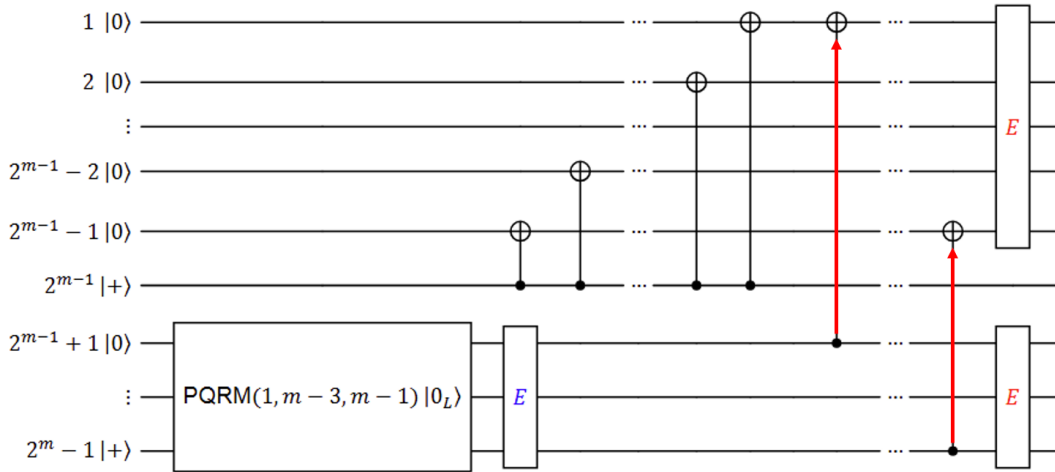 1 |0⟩
2 |0⟩
⋮
2^{m−1} − 2 |0⟩
2^{m−1} − 1 |0⟩
2^{m−1} |+⟩
2^{m−1} + 1 |0⟩
⋮
2^m − 1 |+⟩
PQRM(1, m − 3, m − 1) |0_L⟩
E
... ...
... ...
... ...
... ...
... ...
... ...
...
...
...
E
E